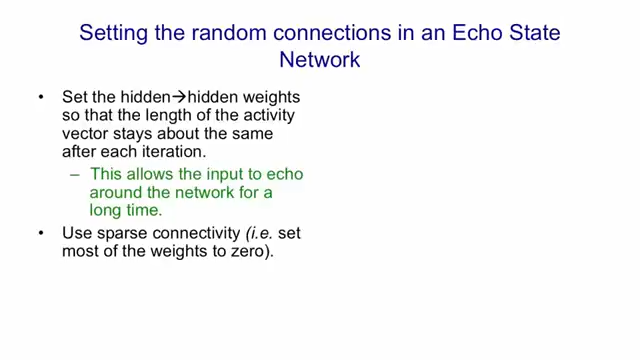 Setting the random connections in an Echo State
Network
• Set the hidden→hidden weights
so that the length of the activity
vector stays about the same
after each iteration.
– This allows the input to echo
around the network for a
long time.
• Use sparse connectivity (i.e. set
most of the weights to zero).